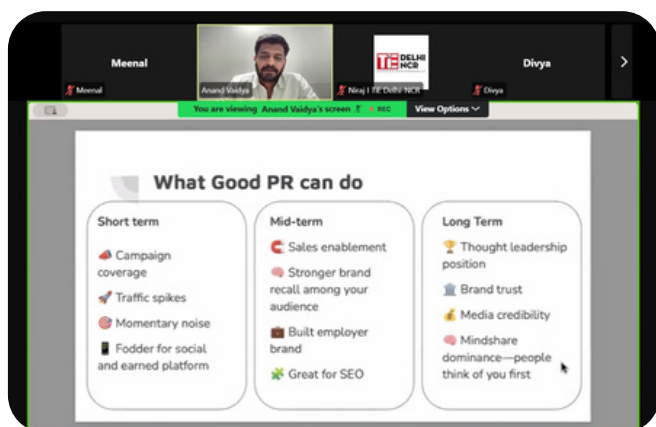 Meenal
TiE DELHI
NCR
Divya
Meenal
Anand Vaidya
Niraj I TiE Delhi NCR
Divya
You are viewing Anand Vaidya's screen
REC
View Options
What Good PR can do
Short term
📣 Campaign
coverage
🚀 Traffic spikes
🎯 Momentary noise
📱 Fodder for social
and earned platform
Mid-term
🧲 Sales enablement
🧠 Stronger brand
recall among your
audience
💼 Built employer
brand
🧩 Great for SEO
Long Term
🏆 Thought leadership
position
🏛️ Brand trust
💰 Media credibility
🧠 Mindshare
dominance—people
think of you first